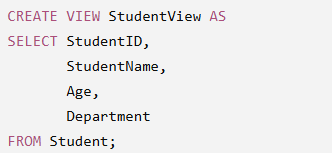 CREATE VIEW StudentView AS
SELECT StudentID,
       StudentName,
       Age,
       Department
FROM Student;